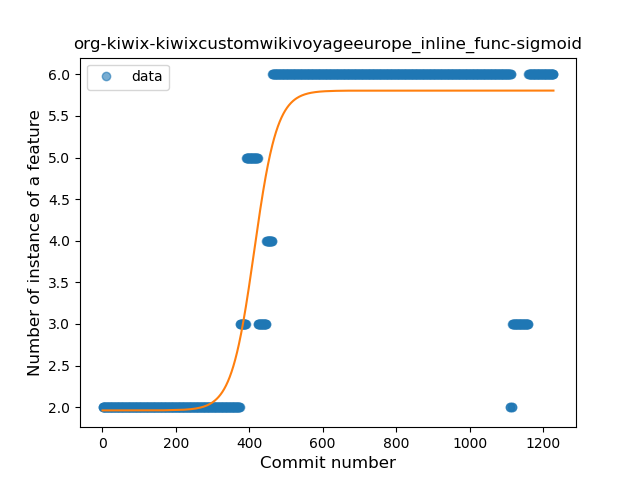 org-kiwix-kiwixcustomwikivoyageeurope_inline_func-sigmoid
data
Number of instance of a feature
6.0
5.5
5.0
4.5
4.0
3.5
3.0
2.5
2.0
0 200 400 600 800 1000 1200
Commit number